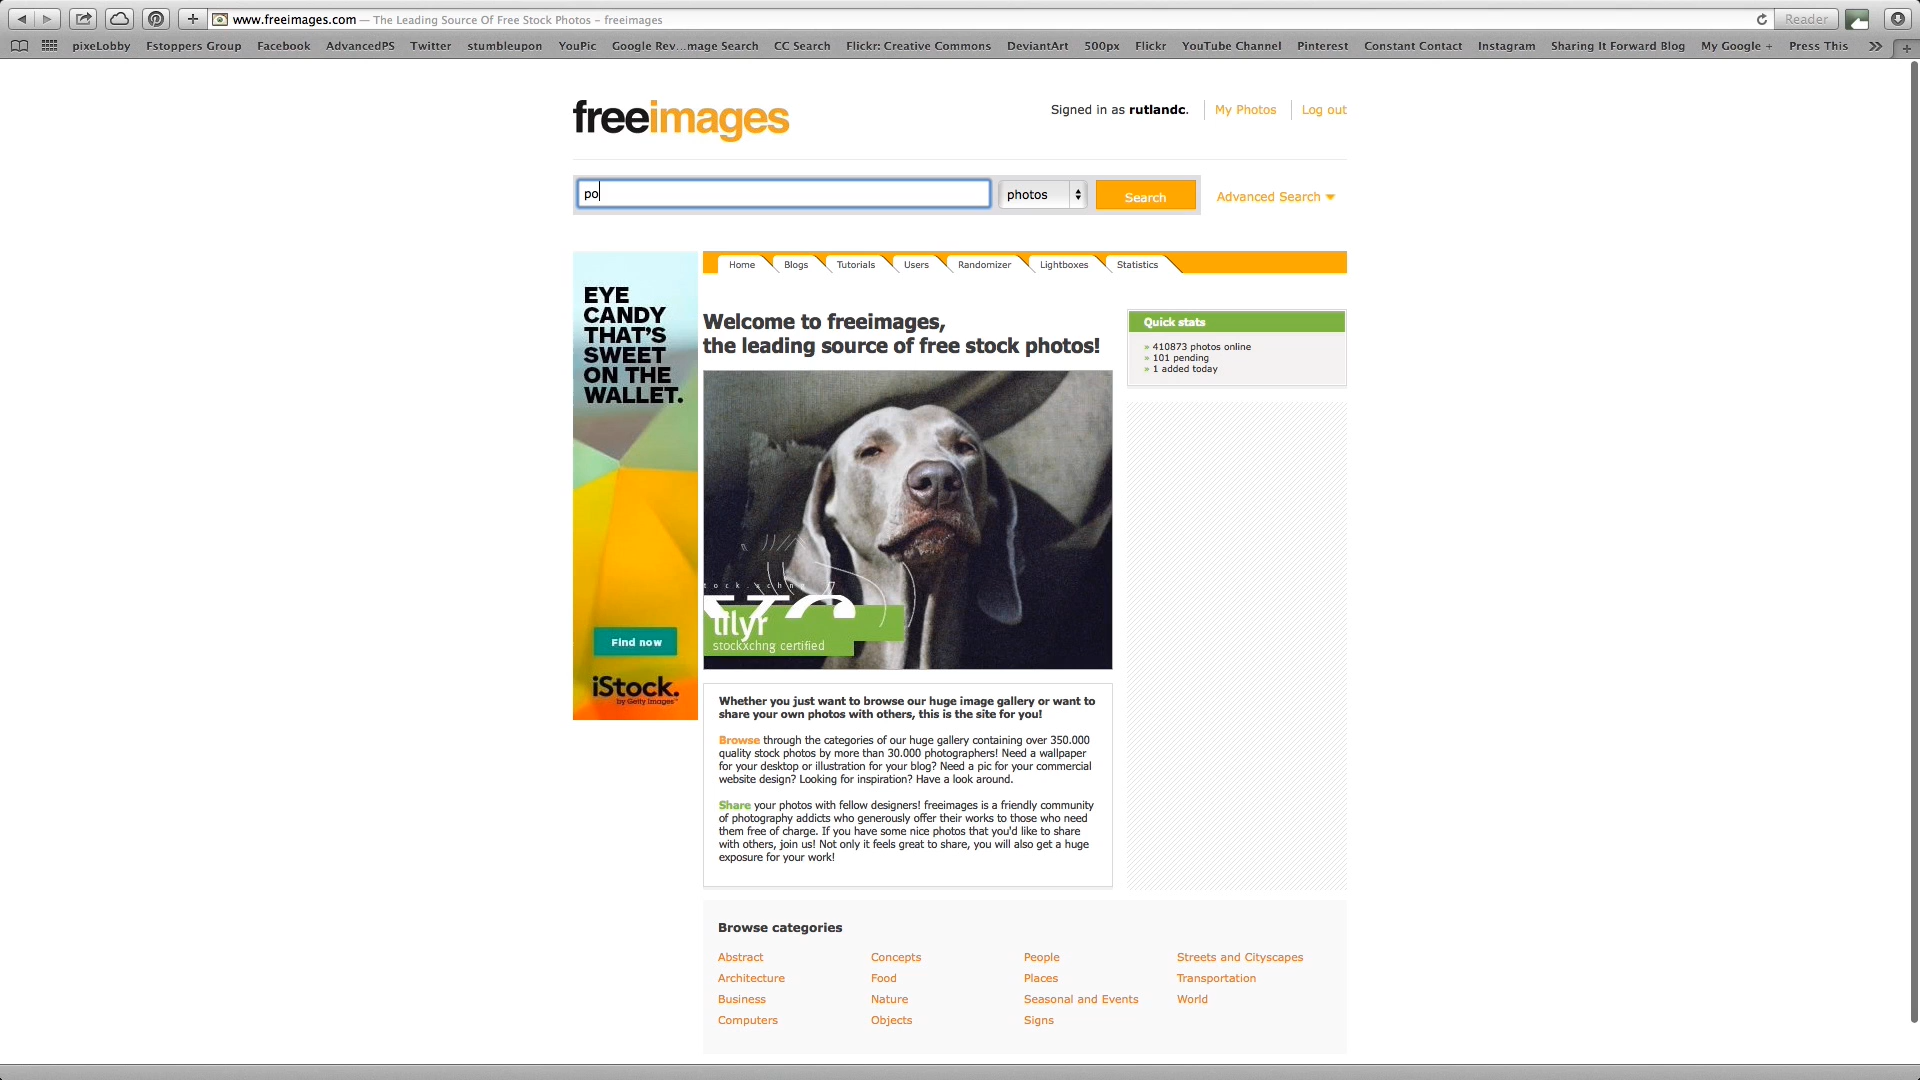 www.freeimages.com — The Leading Source Of Free Stock Photos – freeimages
Reader
pixeLobby Fstoppers Group Facebook AdvancedPS Twitter stumbleupon YouPic Google Rev...mage Search CC Search Flickr: Creative Commons DeviantArt 500px Flickr YouTube Channel Pinterest Constant Contact Instagram Sharing It Forward Blog My Google + Press This
freeimages
Signed in as rutlandc. My Photos Log out
po photos Search Advanced Search
Home Blogs Tutorials Users Randomizer Lightboxes Statistics
EYE
CANDY
THAT'S
SWEET
ON THE
WALLET.
Find now
iStock.
by Getty Images™
Welcome to freeimages,
the leading source of free stock photos!
lilyr
stockxchng certified
Quick stats
» 410873 photos online
» 101 pending
» 1 added today
Whether you just want to browse our huge image gallery or want to
share your own photos with others, this is the site for you!
Browse through the categories of our huge gallery containing over 350.000
quality stock photos by more than 30.000 photographers! Need a wallpaper
for your desktop or illustration for your blog? Need a pic for your commercial
website design? Looking for inspiration? Have a look around.
Share your photos with fellow designers! freeimages is a friendly community
of photography addicts who generously offer their works to those who need
them free of charge. If you have some nice photos that you'd like to share
with others, join us! Not only it feels great to share, you will also get a huge
exposure for your work!
Browse categories
Abstract Concepts People Streets and Cityscapes
Architecture Food Places Transportation
Business Nature Seasonal and Events World
Computers Objects Signs